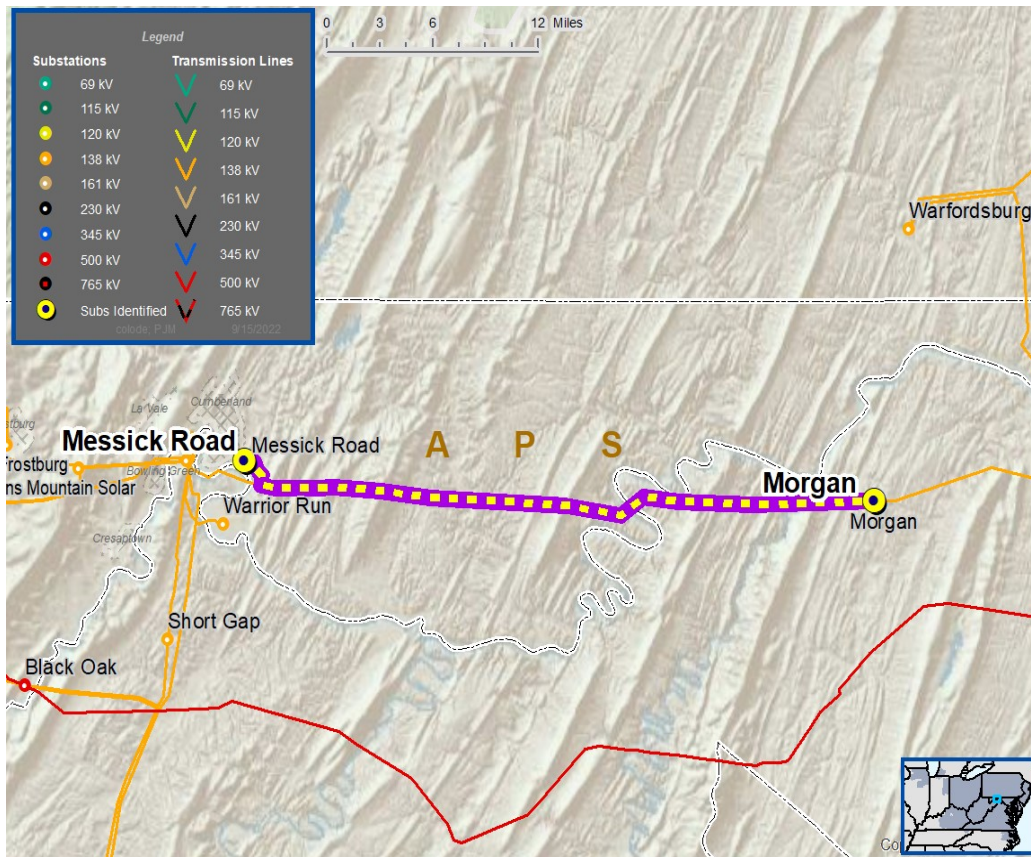 0 3 6 12 Miles
Legend
Substations Transmission Lines
69 kV 69 kV
115 kV 115 kV
120 kV 120 kV
138 kV 138 kV
161 kV 161 kV
230 kV 230 kV
345 kV 345 kV
500 kV 500 kV
765 kV 765 kV
Subs Identified
colode; PJM 9/15/2022
Warfordsburg
La Vale
Cumberland
Messick Road
Messick Road
A P S
Frostburg
Bowling Green
ns Mountain Solar
Morgan
Morgan
Warrior Run
Cresaptown
Short Gap
Black Oak
Co